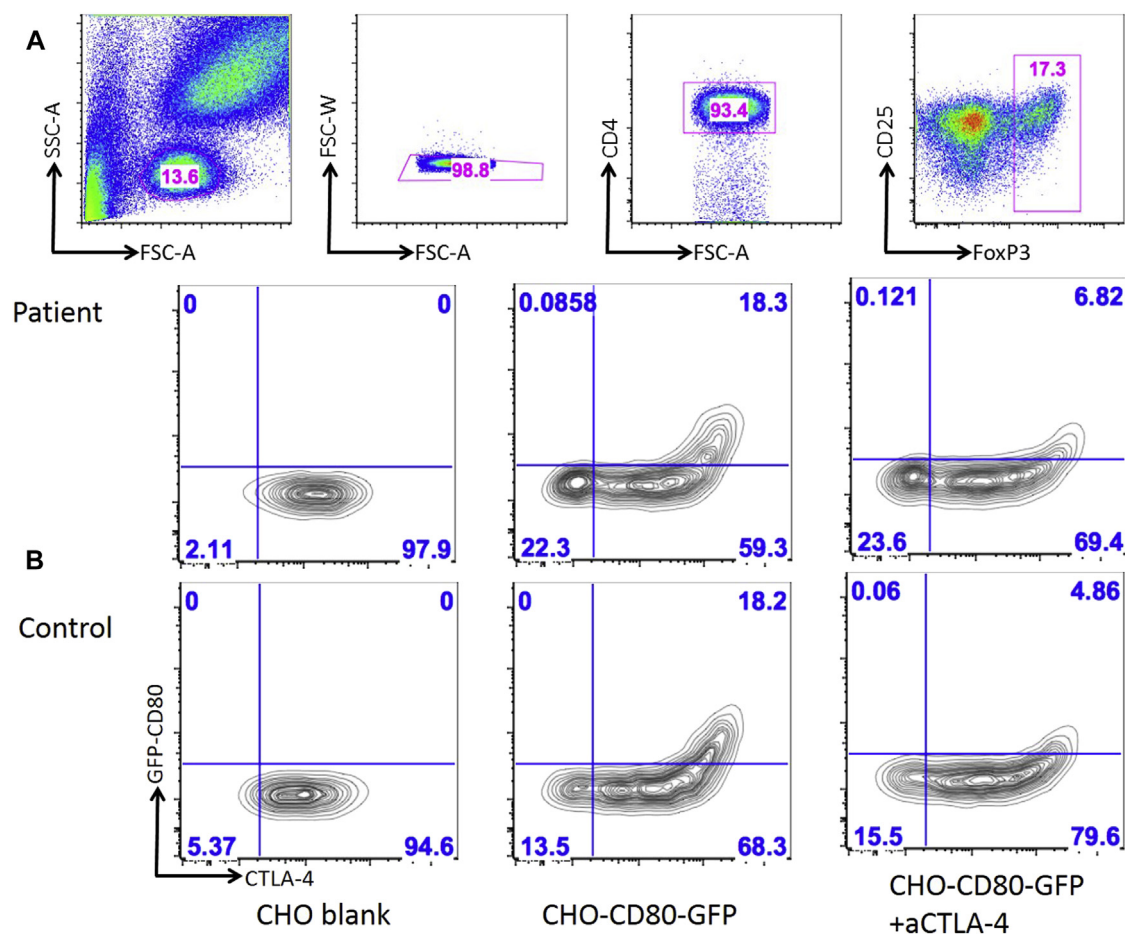 A
SSC-A
13.6
FSC-A
FSC-W
98.8
FSC-A
CD4
93.4
FSC-A
CD25
17.3
FoxP3
Patient
0 0
2.11 97.9
0.0858 18.3
22.3 59.3
0.121 6.82
23.6 69.4
B
Control
GFP-CD80
0 0
5.37 94.6
CTLA-4
0 18.2
13.5 68.3
0.06 4.86
15.5 79.6
CHO blank
CHO-CD80-GFP
CHO-CD80-GFP
+aCTLA-4